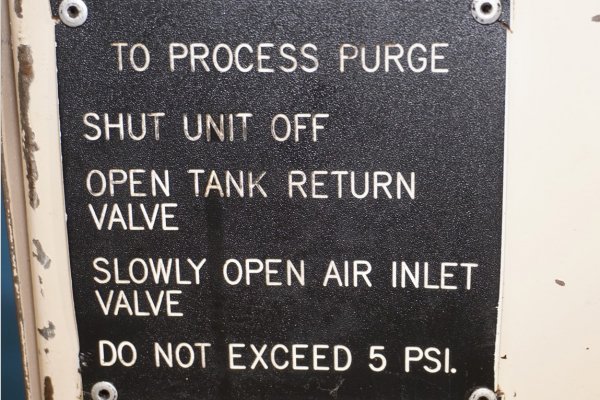 TO PROCESS PURGE
SHUT UNIT OFF
OPEN TANK RETURN
VALVE
SLOWLY OPEN AIR INLET
VALVE
DO NOT EXCEED 5 PSI.